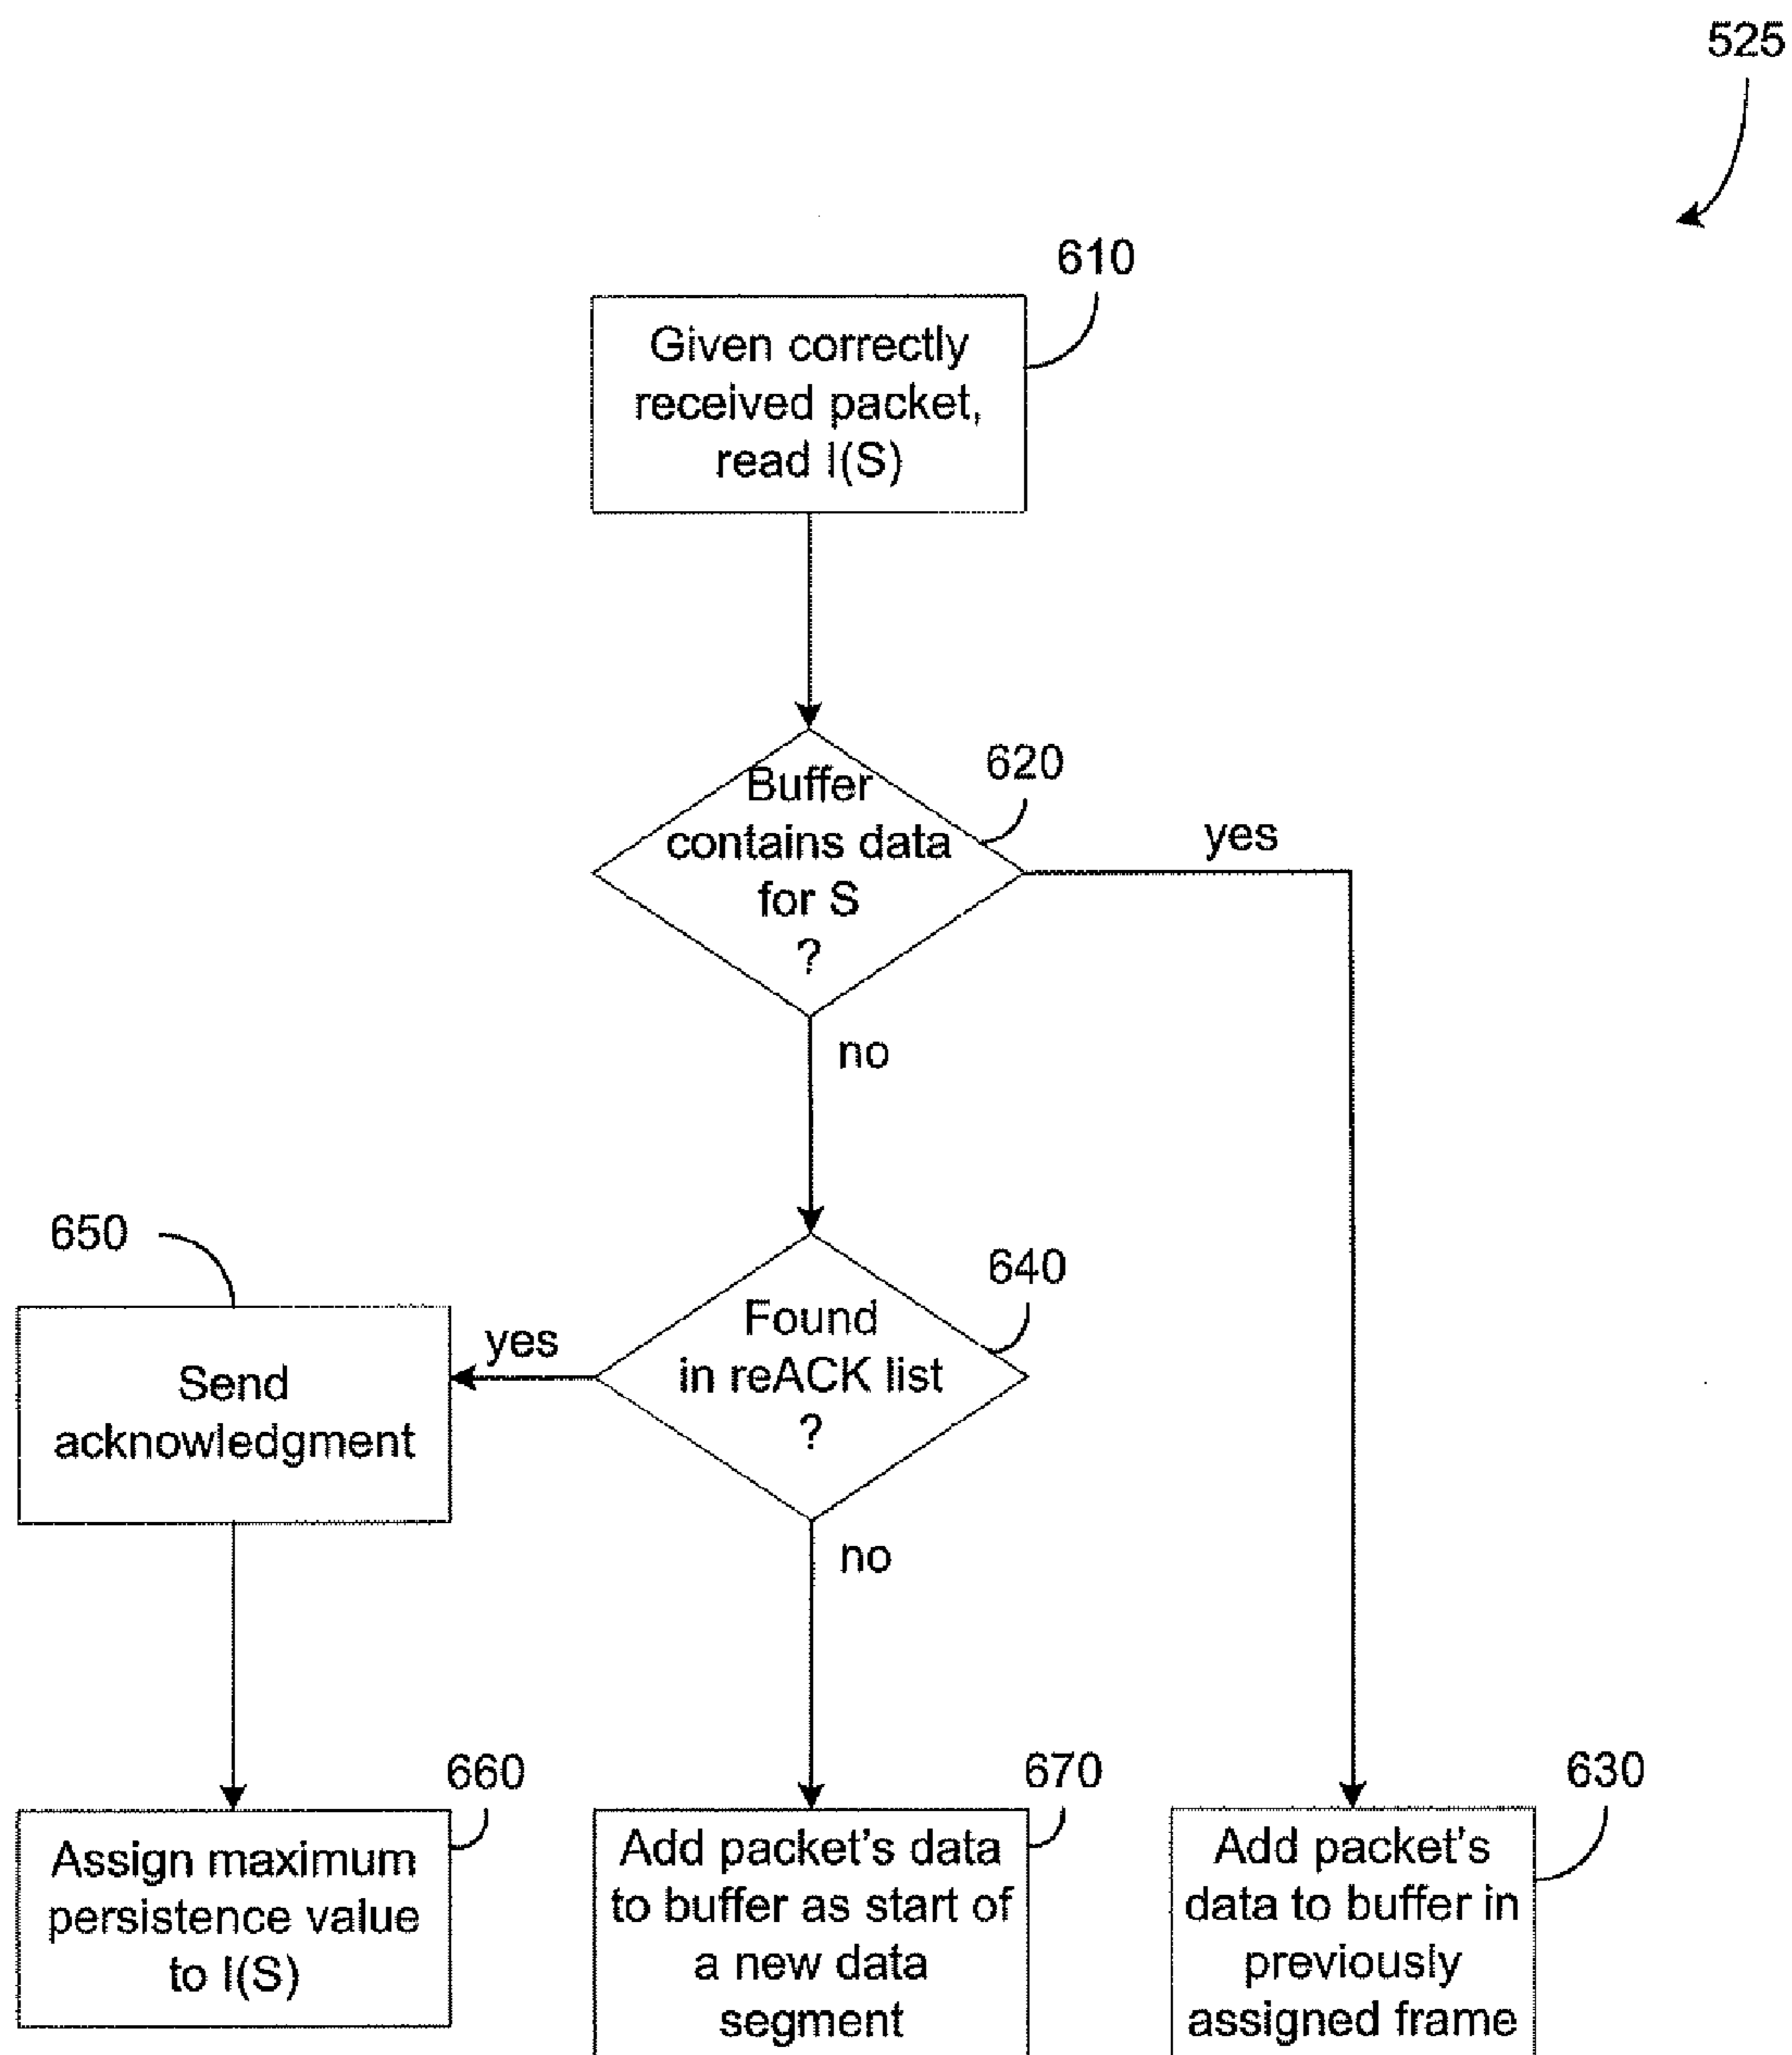 525
610
Given correctly
received packet,
read I(S)
620
Buffer
contains data
for S
?
yes
no
650
640
Found
in reACK list
?
yes
Send
acknowledgment
no
660
670
630
Assign maximum
persistence value
to I(S)
Add packet's data
to buffer as start of
a new data
segment
Add packet's
data to buffer in
previously
assigned frame